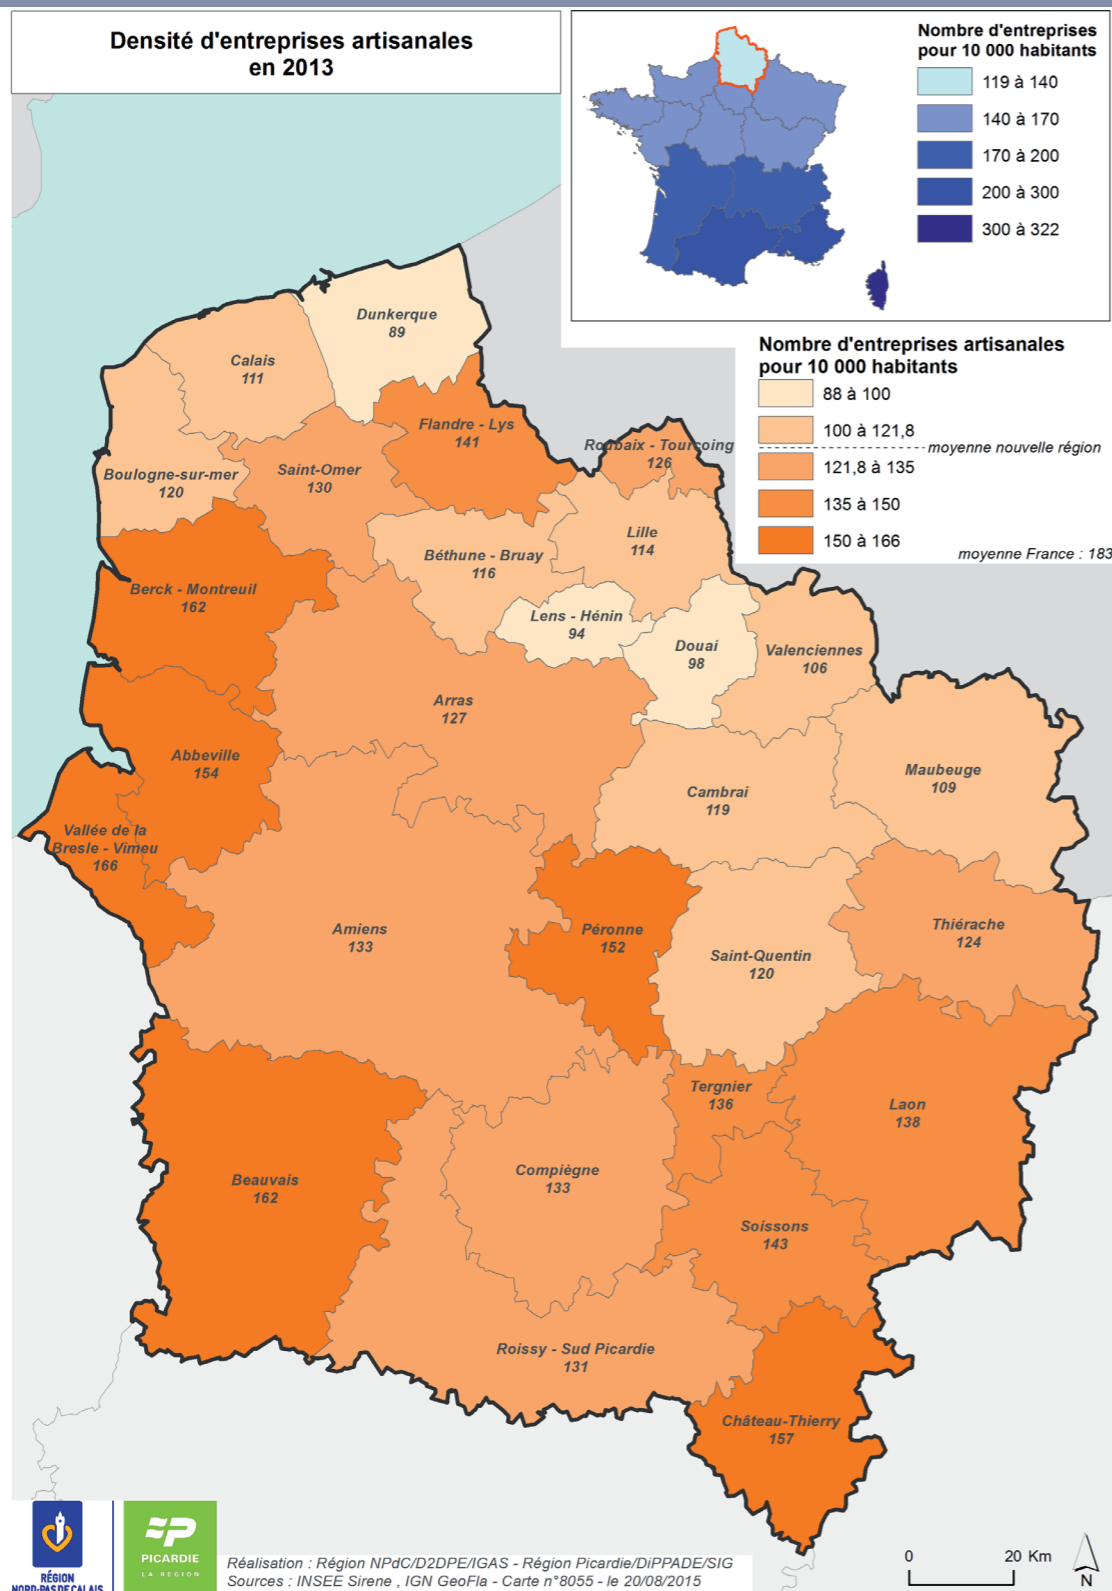 Densité d'entreprises artisanales
en 2013
Nombre d'entreprises
pour 10 000 habitants
119 à 140
140 à 170
170 à 200
200 à 300
300 à 322
Nombre d'entreprises artisanales
pour 10 000 habitants
88 à 100
100 à 121,8
moyenne nouvelle région
121,8 à 135
135 à 150
150 à 166
moyenne France : 183
Dunkerque
89
Calais
111
Flandre - Lys
141
Roubaix - Tourcoing
126
Boulogne-sur-mer
120
Saint-Omer
130
Lille
114
Béthune - Bruay
116
Berck - Montreuil
162
Lens - Hénin
94
Douai
98
Valenciennes
106
Arras
127
Abbeville
154
Maubeuge
109
Cambrai
119
Vallée de la
Bresle - Vimeu
166
Amiens
133
Péronne
152
Thiérache
124
Saint-Quentin
120
Tergnier
136
Laon
138
Beauvais
162
Compiègne
133
Soissons
143
Roissy - Sud Picardie
131
Château-Thierry
157
RÉGION
NORD-PAS DE CALAIS
PICARDIE
LA RÉGION
Réalisation : Région NPdC/D2DPE/IGAS - Région Picardie/DiPPADE/SIG
Sources : INSEE Sirene , IGN GeoFla - Carte n°8055 - le 20/08/2015
0 20 Km
N